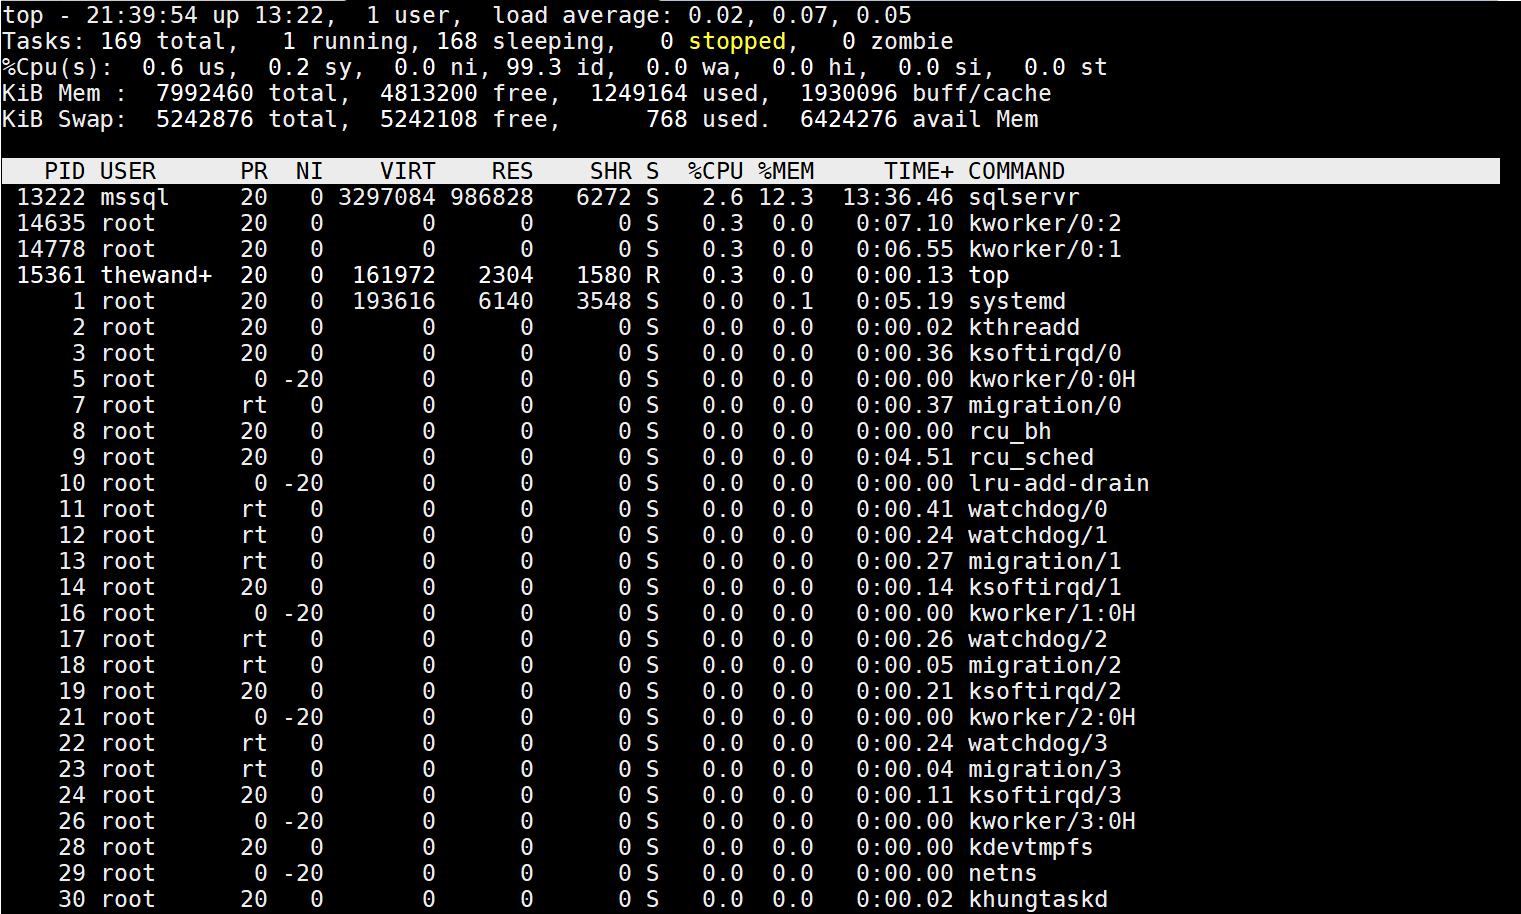 top - 21:39:54 up 13:22,  1 user,  load average: 0.02, 0.07, 0.05
Tasks: 169 total,   1 running, 168 sleeping,   0 stopped,   0 zombie
%Cpu(s):  0.6 us,  0.2 sy,  0.0 ni, 99.3 id,  0.0 wa,  0.0 hi,  0.0 si,  0.0 st
KiB Mem :  7992460 total,  4813200 free,  1249164 used,  1930096 buff/cache
KiB Swap:  5242876 total,  5242108 free,      768 used.  6424276 avail Mem
PID USER      PR  NI    VIRT    RES    SHR S  %CPU %MEM     TIME+ COMMAND
13222 mssql     20   0 3297084 986828   6272 S   2.6 12.3  13:36.46 sqlservr
14635 root      20   0       0      0      0 S   0.3  0.0   0:07.10 kworker/0:2
14778 root      20   0       0      0      0 S   0.3  0.0   0:06.55 kworker/0:1
15361 thewand+  20   0  161972   2304   1580 R   0.3  0.0   0:00.13 top
1 root      20   0  193616   6140   3548 S   0.0  0.1   0:05.19 systemd
2 root      20   0       0      0      0 S   0.0  0.0   0:00.02 kthreadd
3 root      20   0       0      0      0 S   0.0  0.0   0:00.36 ksoftirqd/0
5 root       0 -20       0      0      0 S   0.0  0.0   0:00.00 kworker/0:0H
7 root      rt   0       0      0      0 S   0.0  0.0   0:00.37 migration/0
8 root      20   0       0      0      0 S   0.0  0.0   0:00.00 rcu_bh
9 root      20   0       0      0      0 S   0.0  0.0   0:04.51 rcu_sched
10 root       0 -20       0      0      0 S   0.0  0.0   0:00.00 lru-add-drain
11 root      rt   0       0      0      0 S   0.0  0.0   0:00.41 watchdog/0
12 root      rt   0       0      0      0 S   0.0  0.0   0:00.24 watchdog/1
13 root      rt   0       0      0      0 S   0.0  0.0   0:00.27 migration/1
14 root      20   0       0      0      0 S   0.0  0.0   0:00.14 ksoftirqd/1
16 root       0 -20       0      0      0 S   0.0  0.0   0:00.00 kworker/1:0H
17 root      rt   0       0      0      0 S   0.0  0.0   0:00.26 watchdog/2
18 root      rt   0       0      0      0 S   0.0  0.0   0:00.05 migration/2
19 root      20   0       0      0      0 S   0.0  0.0   0:00.21 ksoftirqd/2
21 root       0 -20       0      0      0 S   0.0  0.0   0:00.00 kworker/2:0H
22 root      rt   0       0      0      0 S   0.0  0.0   0:00.24 watchdog/3
23 root      rt   0       0      0      0 S   0.0  0.0   0:00.04 migration/3
24 root      20   0       0      0      0 S   0.0  0.0   0:00.11 ksoftirqd/3
26 root       0 -20       0      0      0 S   0.0  0.0   0:00.00 kworker/3:0H
28 root      20   0       0      0      0 S   0.0  0.0   0:00.00 kdevtmpfs
29 root       0 -20       0      0      0 S   0.0  0.0   0:00.00 netns
30 root      20   0       0      0      0 S   0.0  0.0   0:00.02 khungtaskd